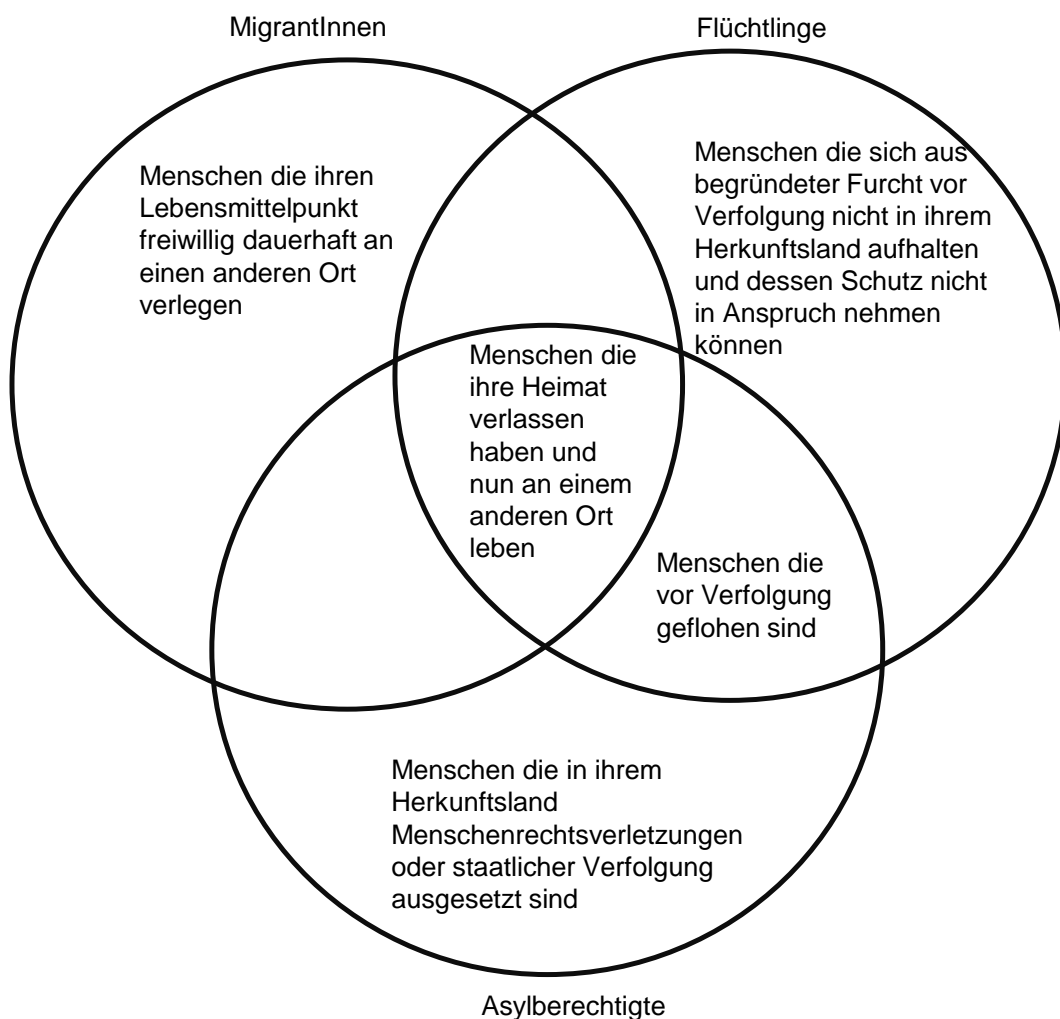 MigrantInnen
Flüchtlinge
Menschen die ihren
Lebensmittelpunkt
freiwillig dauerhaft an
einen anderen Ort
verlegen
Menschen die sich aus
begründeter Furcht vor
Verfolgung nicht in ihrem
Herkunftsland aufhalten
und dessen Schutz nicht
in Anspruch nehmen
können
Menschen die
ihre Heimat
verlassen
haben und
nun an einem
anderen Ort
leben
Menschen die
vor Verfolgung
geflohen sind
Menschen die in ihrem
Herkunftsland
Menschenrechtsverletzungen
oder staatlicher Verfolgung
ausgesetzt sind
Asylberechtigte